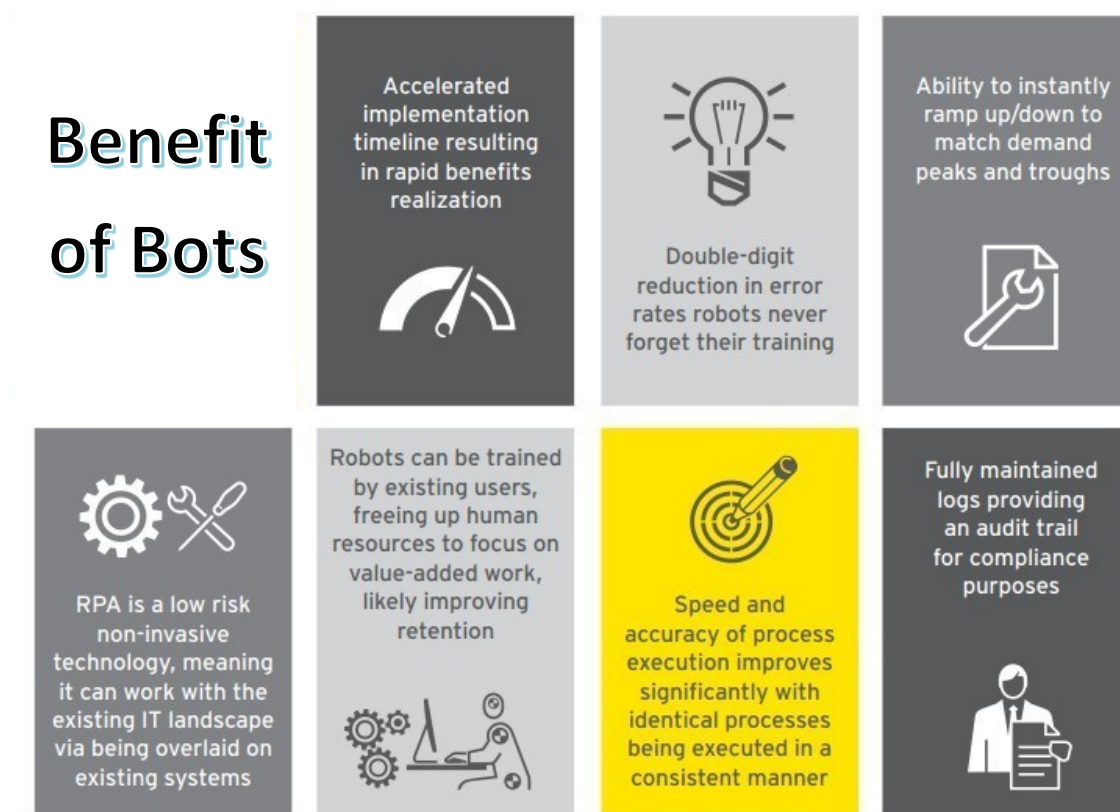 Benefit
of Bots
Accelerated
implementation
timeline resulting
in rapid benefits
realization
Double-digit
reduction in error
rates robots never
forget their training
Ability to instantly
ramp up/down to
match demand
peaks and troughs
RPA is a low risk
non-invasive
technology, meaning
it can work with the
existing IT landscape
via being overlaid on
existing systems
Robots can be trained
by existing users,
freeing up human
resources to focus on
value-added work,
likely improving
retention
Speed and
accuracy of process
execution improves
significantly with
identical processes
being executed in a
consistent manner
Fully maintained
logs providing
an audit trail
for compliance
purposes